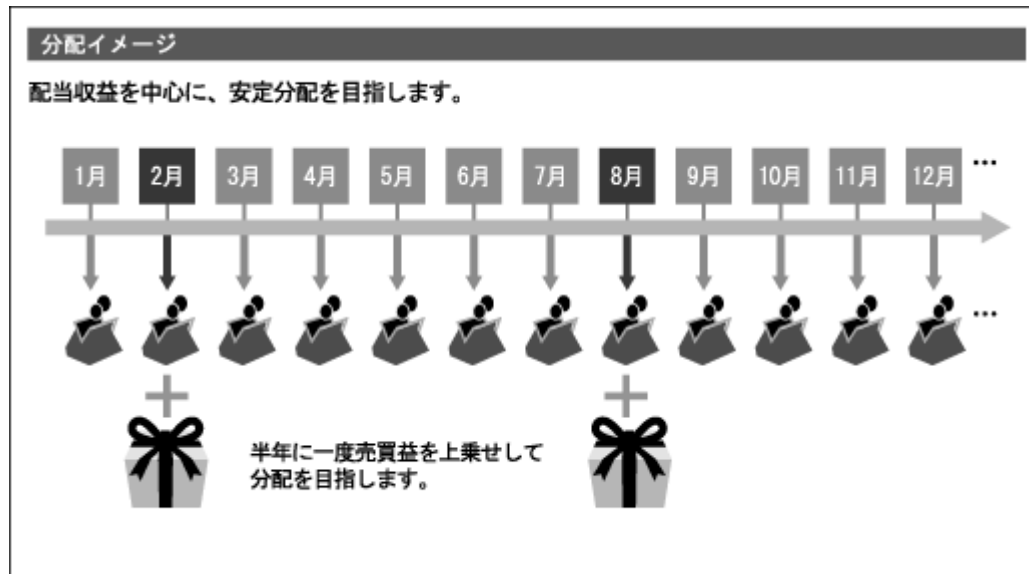 分配イメージ
配当収益を中心に、安定分配を目指します。
1月 2月 3月 4月 5月 6月 7月 8月 9月 10月 11月 12月 …
…
半年に一度売買益を上乗せして
分配を目指します。